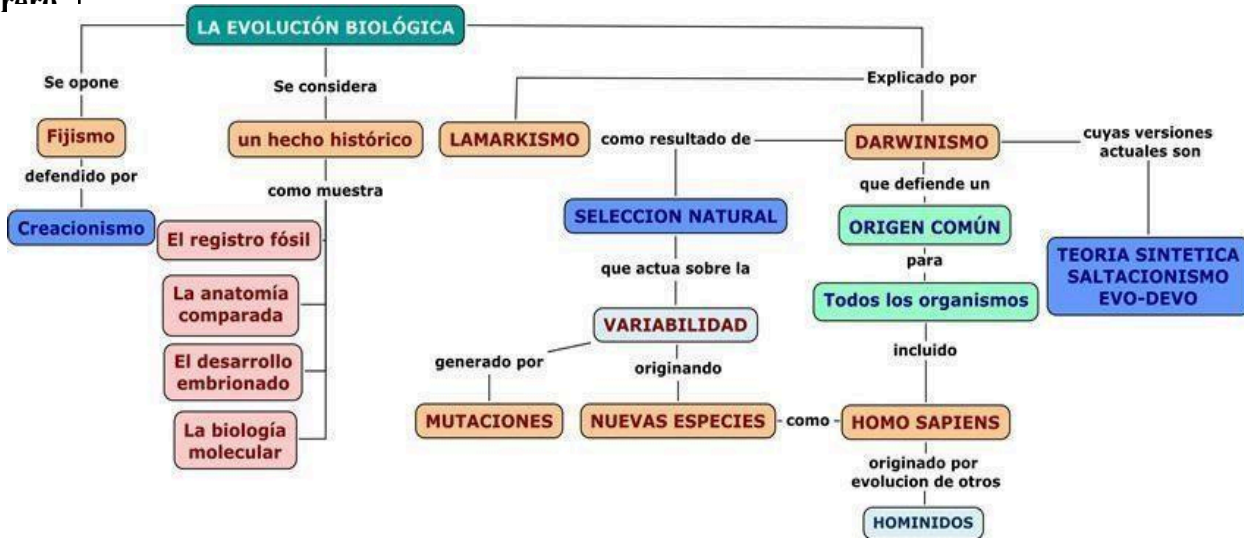 LA EVOLUCIÓN BIOLÓGICA
Se opone
Fijismo
defendido por
Creacionismo
Se considera
un hecho histórico
como muestra
El registro fósil
La anatomía
comparada
El desarrollo
embrionado
La biología
molecular
Explicado por
LAMARKISMO
DARWINISMO
como resultado de
SELECCION NATURAL
que actua sobre la
VARIABILIDAD
generado por
MUTACIONES
originando
NUEVAS ESPECIES
como
que defiende un
ORIGEN COMÚN
para
Todos los organismos
incluido
HOMO SAPIENS
originado por
evolucion de otros
HOMINIDOS
cuyas versiones
actuales son
TEORIA SINTETICA
SALTACIONISMO
EVO-DEVO